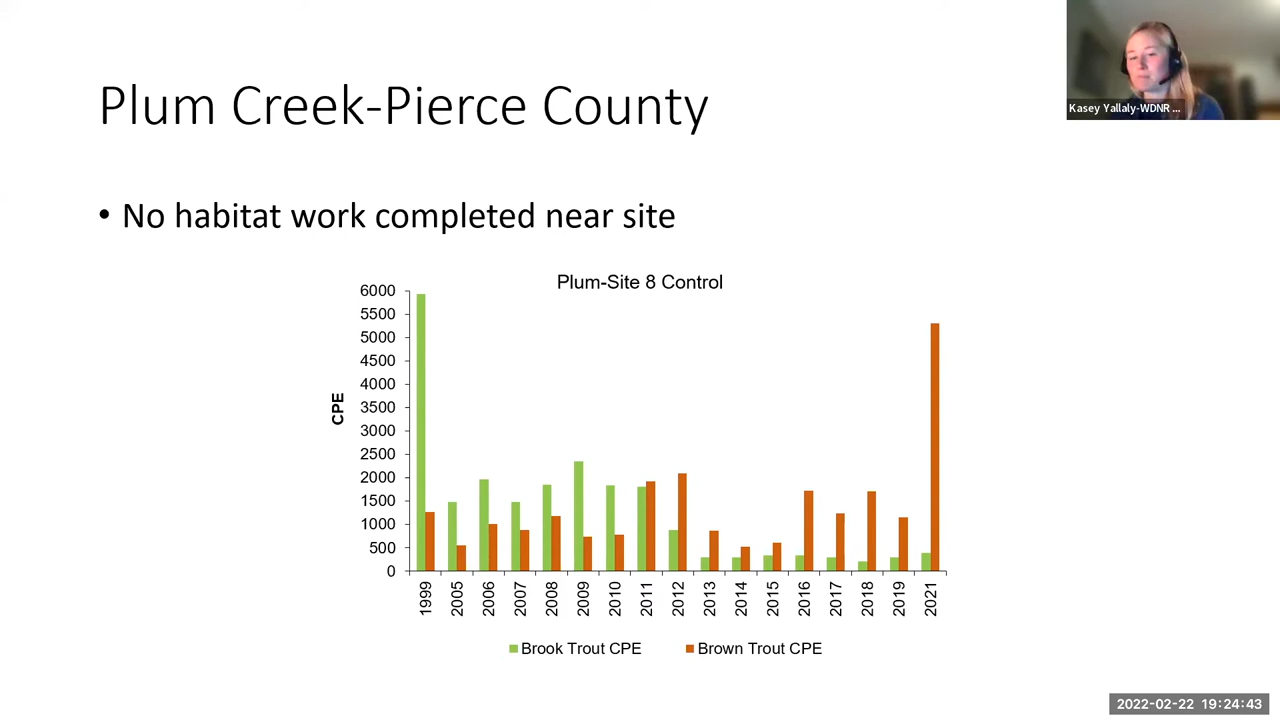 Plum Creek-Pierce County
Kasey Yallaly-WDNR ...
• No habitat work completed near site
Plum-Site 8 Control
6000
5500
5000
4500
4000
3500
3000
2500
2000
1500
1000
500
0
CPE
1999 2005 2006 2007 2008 2009 2010 2011 2012 2013 2014 2015 2016 2017 2018 2019 2021
Brook Trout CPE Brown Trout CPE
2022-02-22 19:24:43